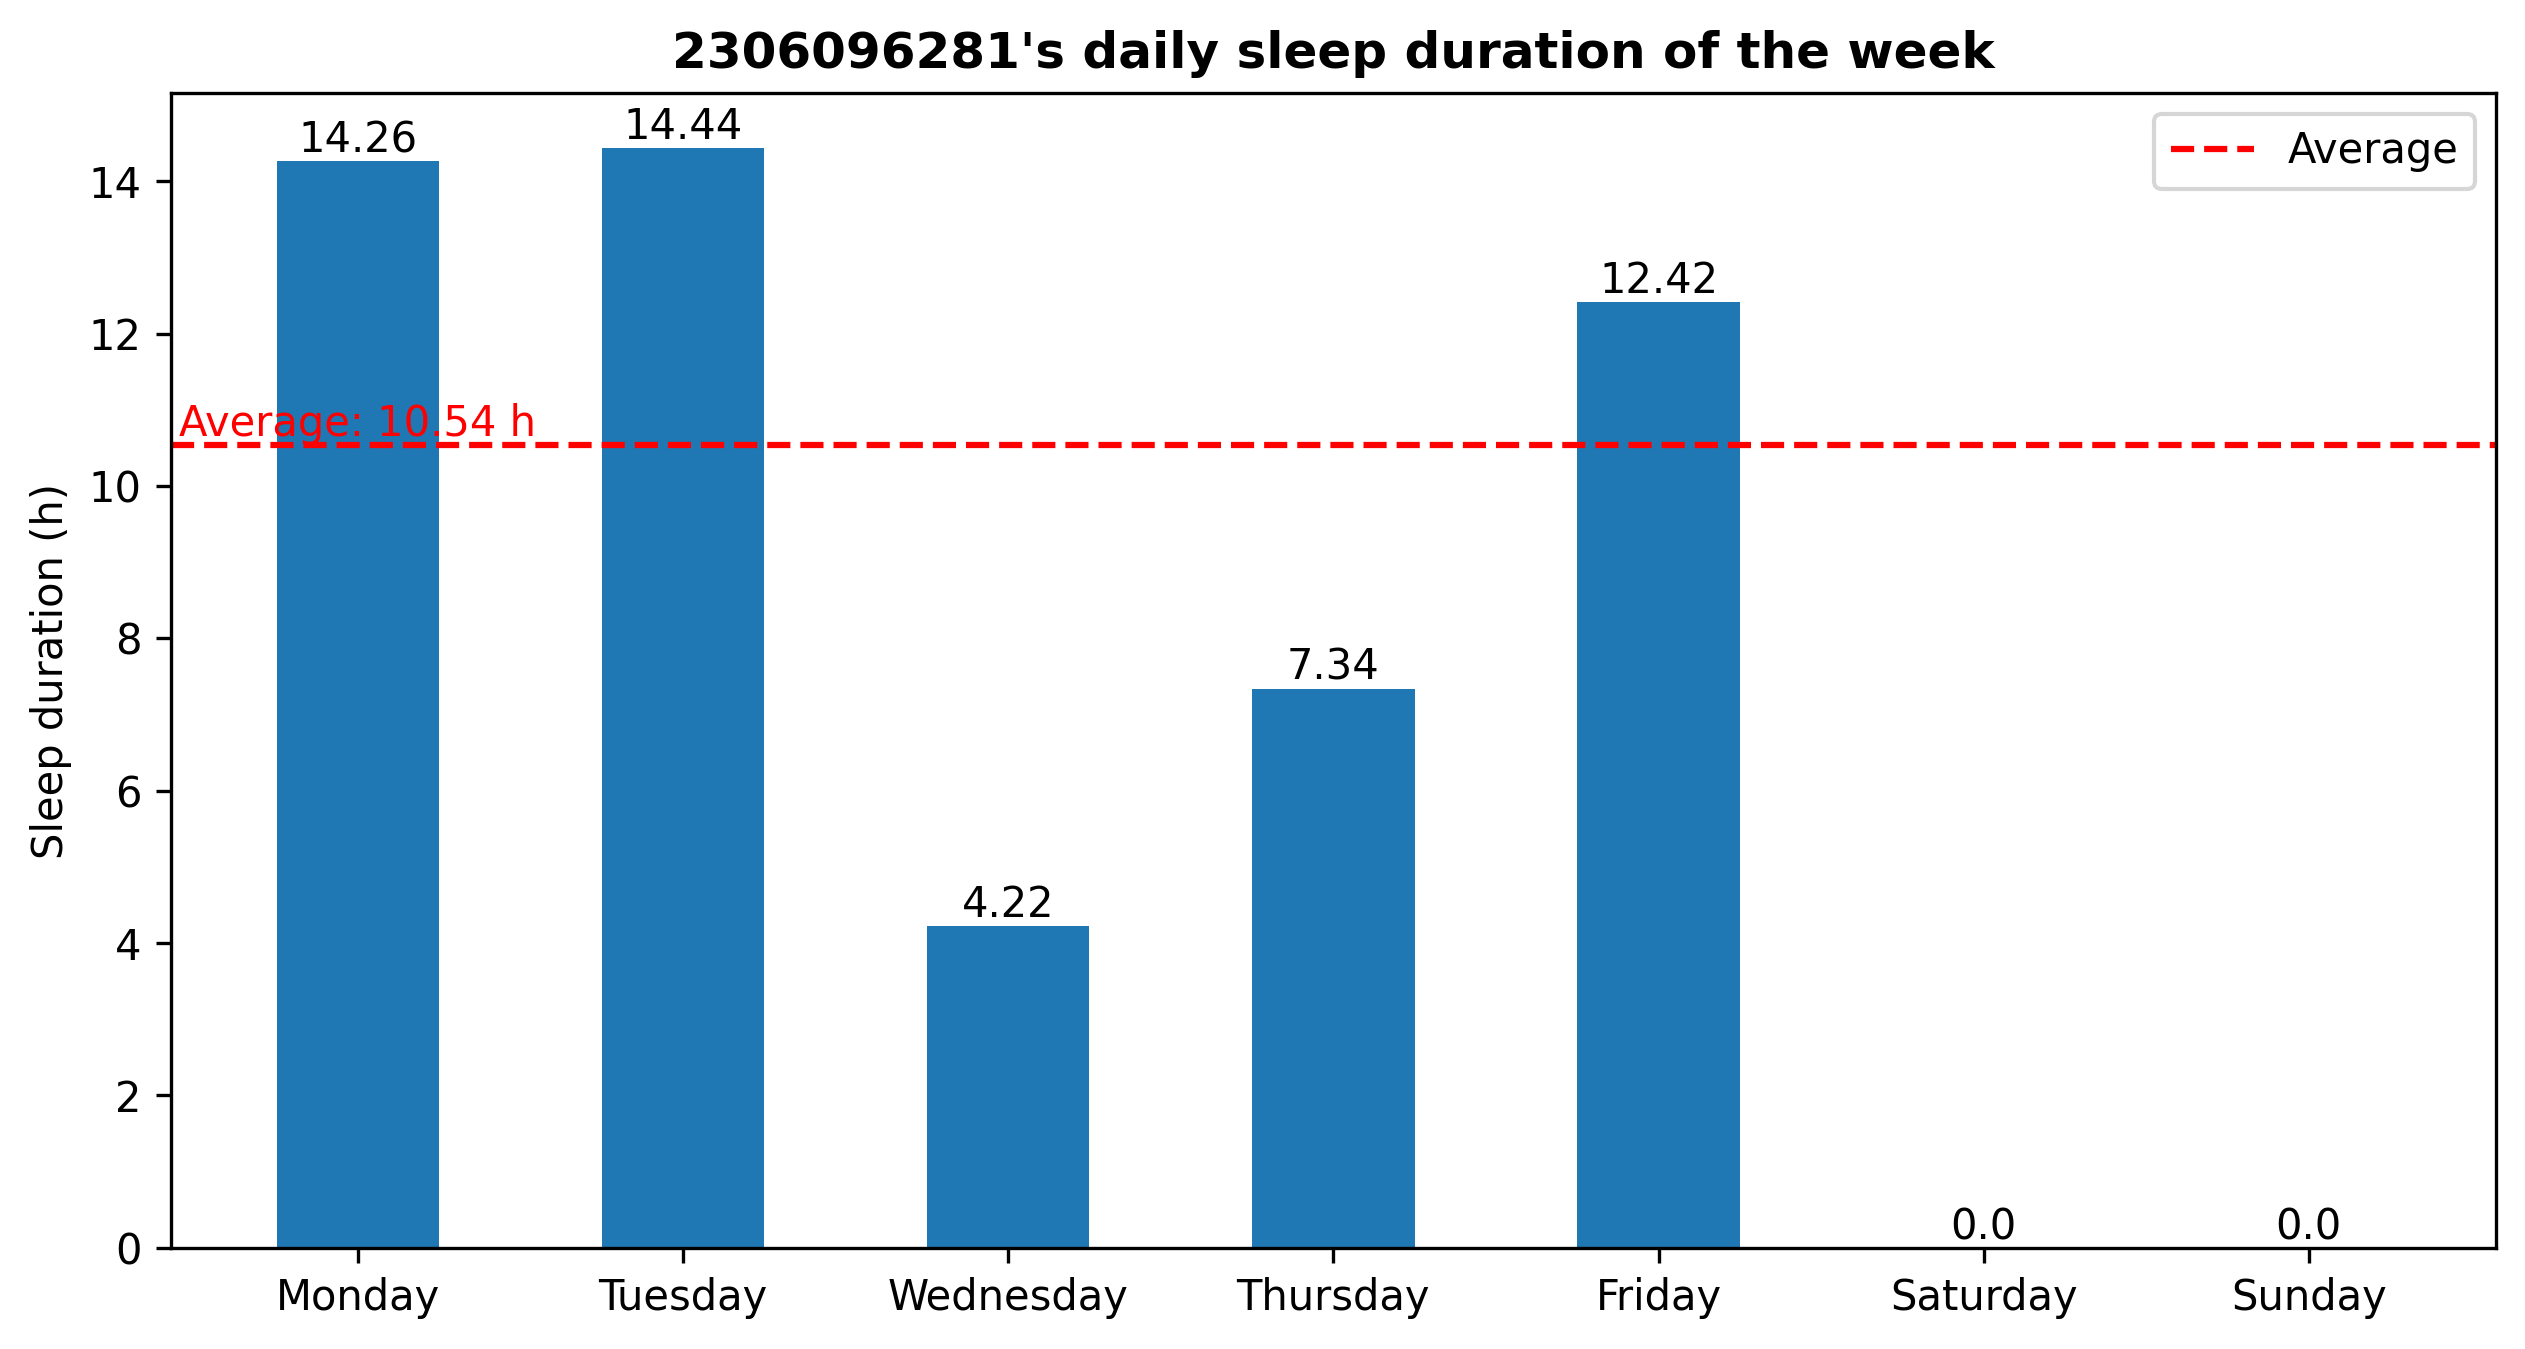 2306096281's daily sleep duration of the week
Average
14.26
14.44
4.22
7.34
12.42
0.0
0.0
Average: 10.54 h
Sleep duration (h)
14
12
10
8
6
4
2
0
Monday
Tuesday
Wednesday
Thursday
Friday
Saturday
Sunday